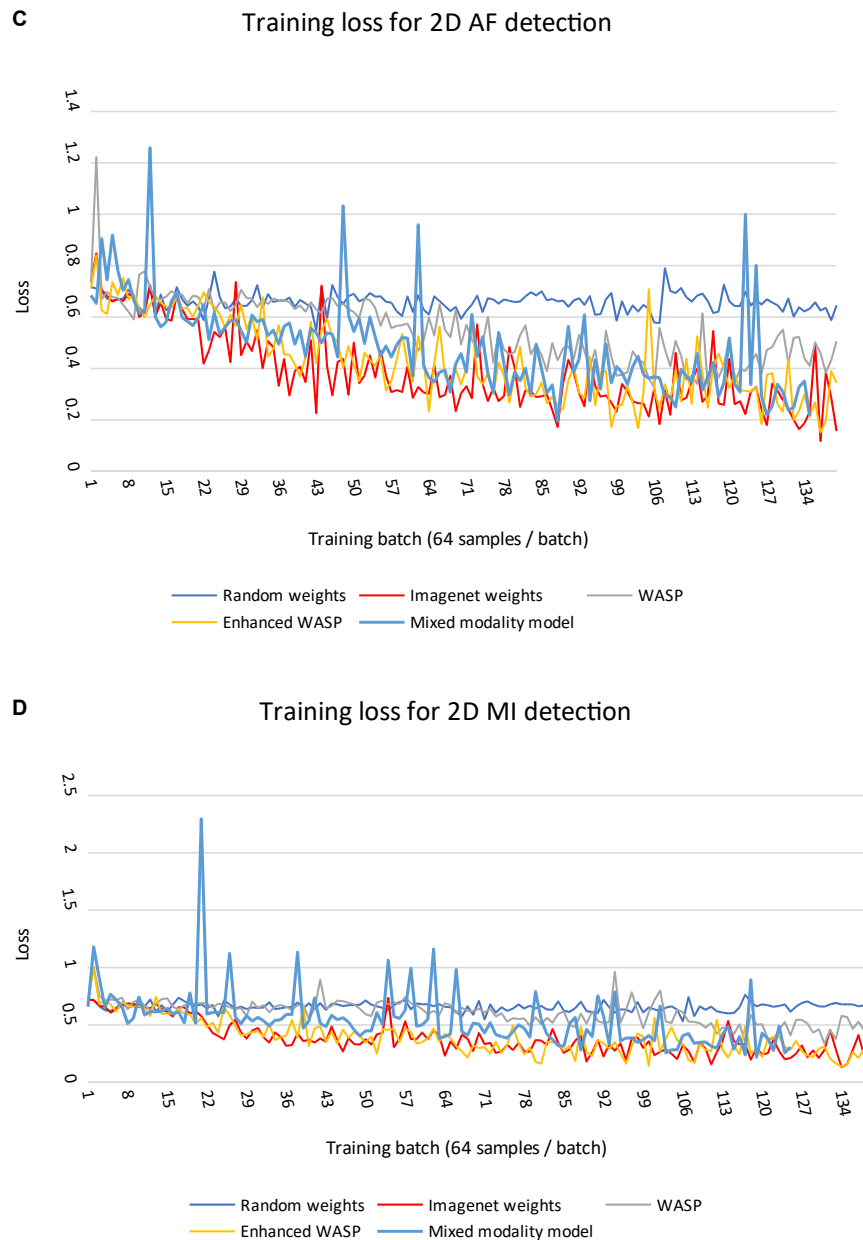 C
Training loss for 2D AF detection
1.4
1.2
1
0.8
0.6
0.4
0.2
0
Loss
1 8 15 22 29 36 43 50 57 64 71 78 85 92 99 106 113 120 127 134
Training batch (64 samples / batch)
Random weights Imagenet weights WASP
Enhanced WASP Mixed modality model
D
Training loss for 2D MI detection
2.5
2
1.5
1
0.5
0
Loss
1 8 15 22 29 36 43 50 57 64 71 78 85 92 99 106 113 120 127 134
Training batch (64 samples / batch)
Random weights Imagenet weights WASP
Enhanced WASP Mixed modality model